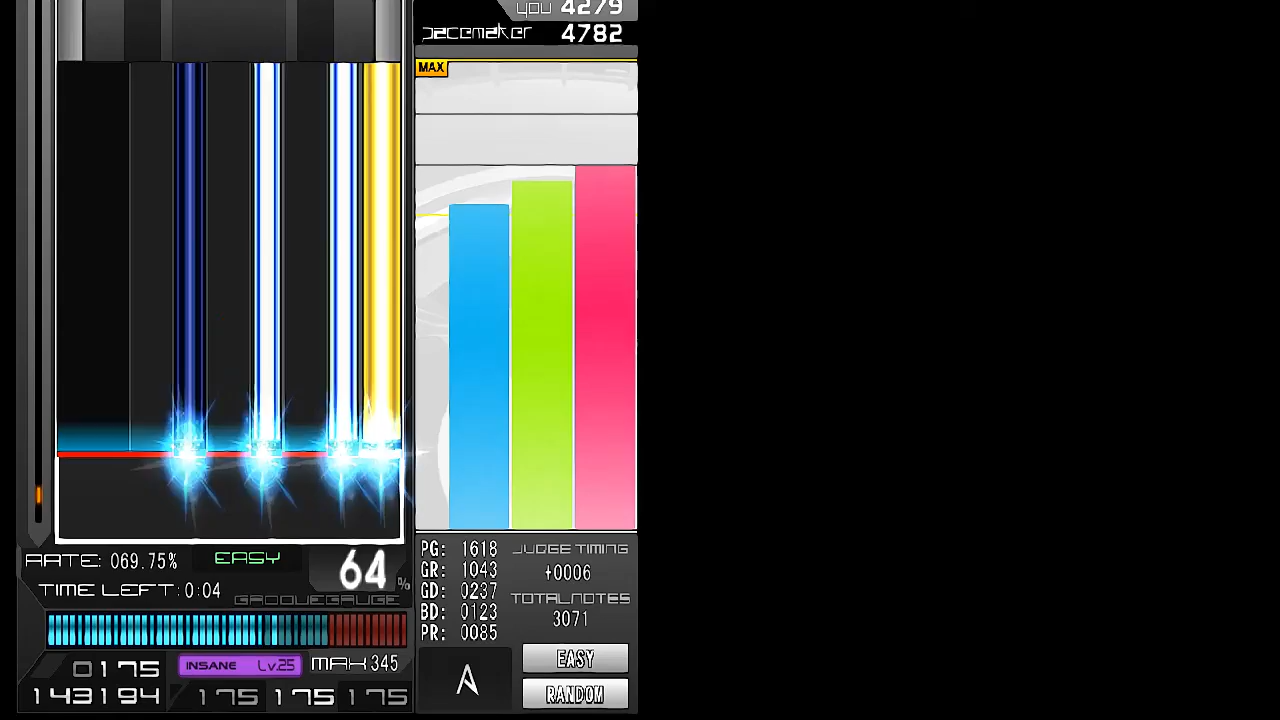 you 4279
pacemaker 4782
MAX
RATE: 069.75% EASY 64 %
TIME LEFT: 0:04
GROOVEGAUGE
0175 INSANE Lv.25 MAX 345
143194 175 175 175
PG: 1618
GR: 1043
GD: 0237
BD: 0123
PR: 0085
JUDGE TIMING
+0006
TOTALNOTES
3071
A
EASY
RANDOM